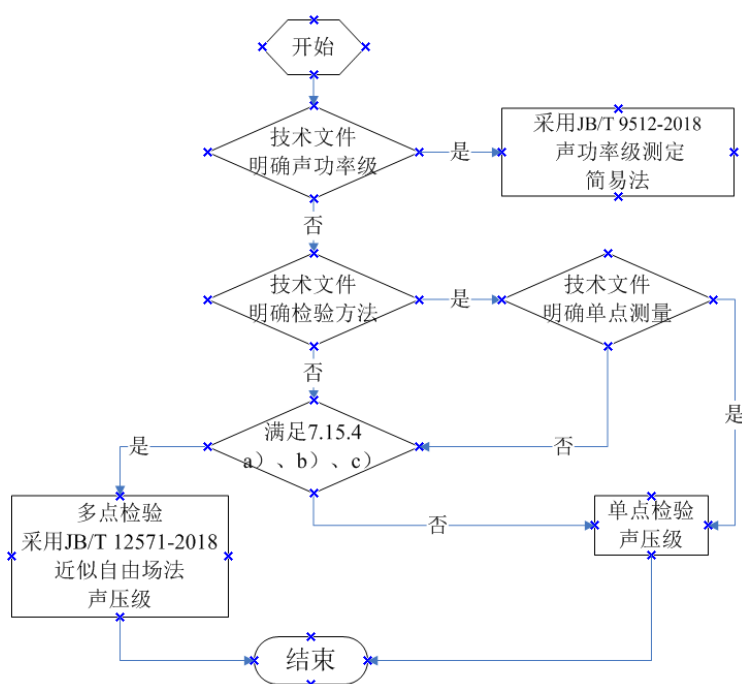 开始
技术文件
明确声功率级
是
采用JB/T 9512-2018
声功率级测定
简易法
否
技术文件
明确检验方法
是
技术文件
明确单点测量
否
是
满足7.15.4
a）、b）、c）
是
否
多点检验
采用JB/T 12571-2018
近似自由场法
声压级
否
单点检验
声压级
结束